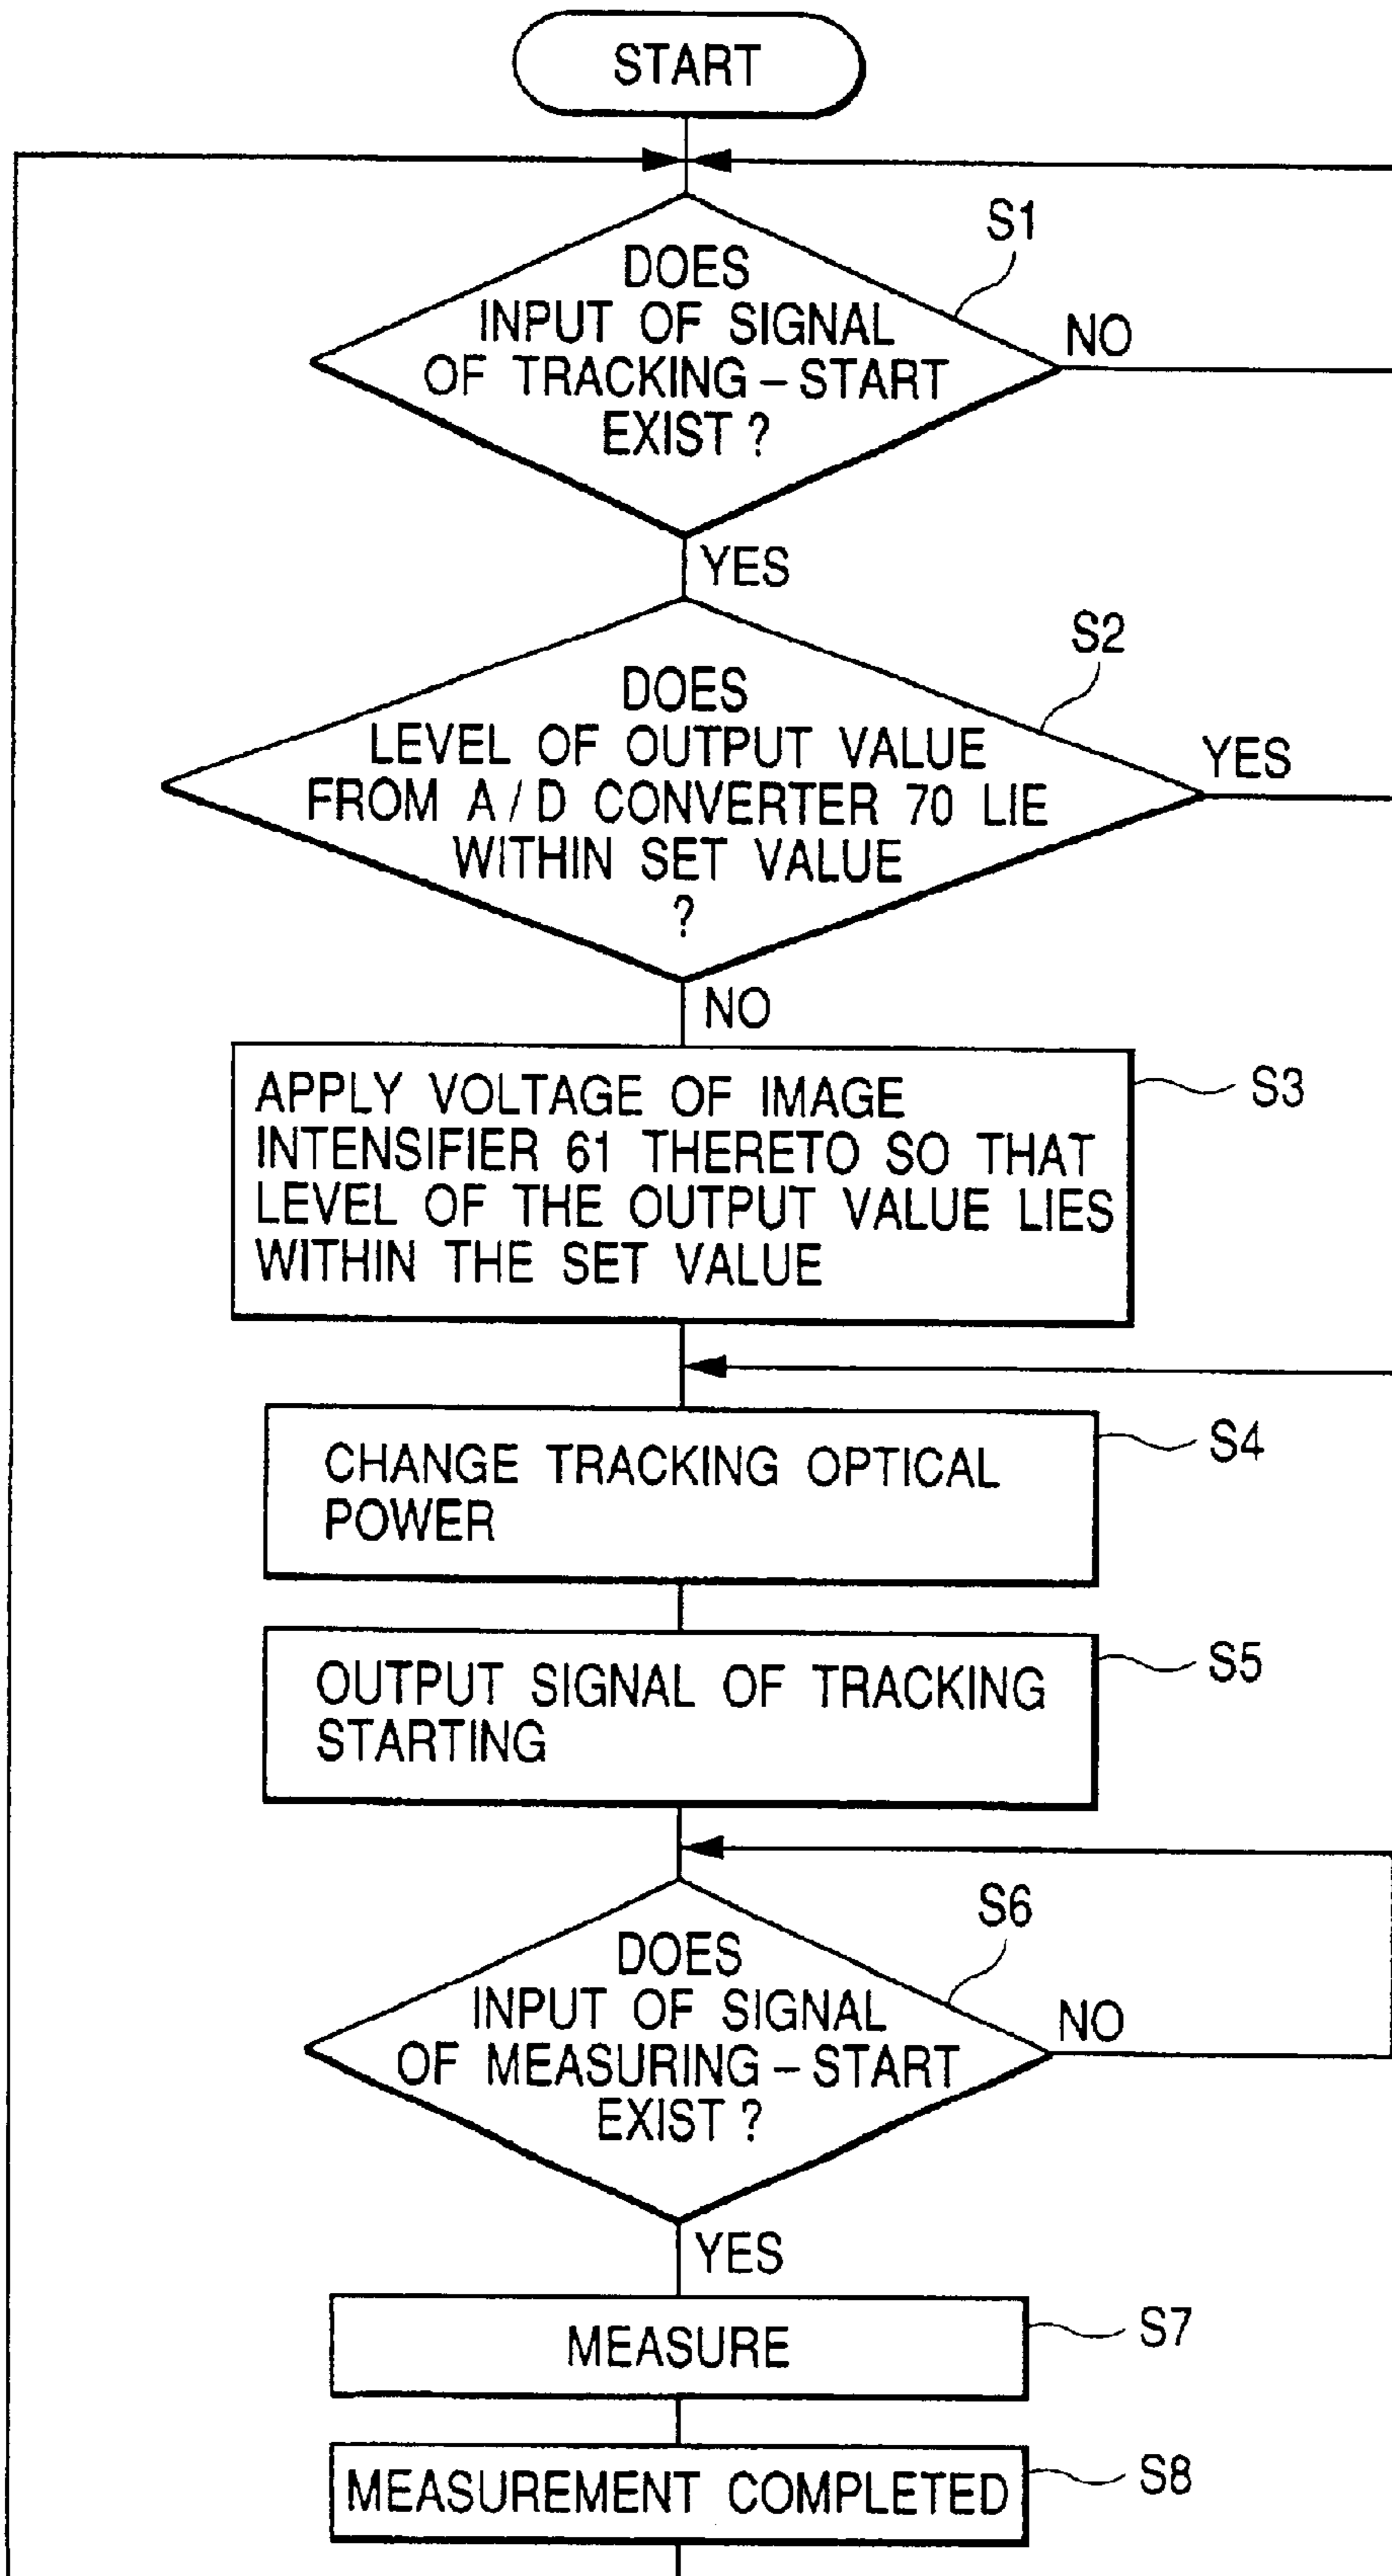 START
S1
DOES
INPUT OF SIGNAL
OF TRACKING – START
EXIST ?
NO
YES
S2
DOES
LEVEL OF OUTPUT VALUE
FROM A / D CONVERTER 70 LIE
WITHIN SET VALUE
?
YES
NO
S3
APPLY VOLTAGE OF IMAGE
INTENSIFIER 61 THERETO SO THAT
LEVEL OF THE OUTPUT VALUE LIES
WITHIN THE SET VALUE
S4
CHANGE TRACKING OPTICAL
POWER
S5
OUTPUT SIGNAL OF TRACKING
STARTING
S6
DOES
INPUT OF SIGNAL
OF MEASURING – START
EXIST ?
NO
YES
MEASURE
S7
MEASUREMENT COMPLETED
S8